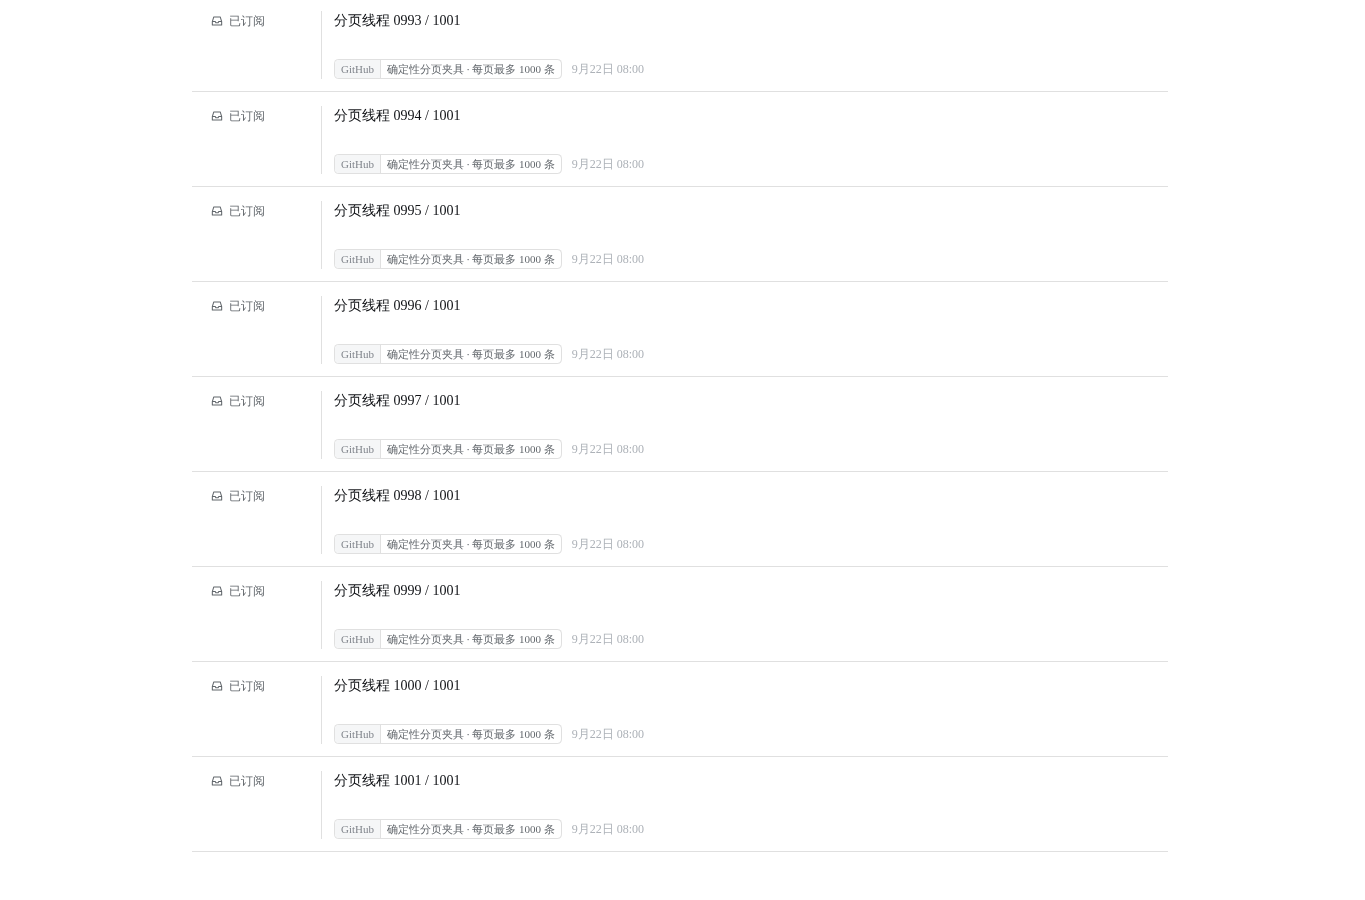 已订阅
分页线程 0993 / 1001
GitHub 确定性分页夹具 · 每页最多 1000 条 9月22日 08:00
已订阅
分页线程 0994 / 1001
GitHub 确定性分页夹具 · 每页最多 1000 条 9月22日 08:00
已订阅
分页线程 0995 / 1001
GitHub 确定性分页夹具 · 每页最多 1000 条 9月22日 08:00
已订阅
分页线程 0996 / 1001
GitHub 确定性分页夹具 · 每页最多 1000 条 9月22日 08:00
已订阅
分页线程 0997 / 1001
GitHub 确定性分页夹具 · 每页最多 1000 条 9月22日 08:00
已订阅
分页线程 0998 / 1001
GitHub 确定性分页夹具 · 每页最多 1000 条 9月22日 08:00
已订阅
分页线程 0999 / 1001
GitHub 确定性分页夹具 · 每页最多 1000 条 9月22日 08:00
已订阅
分页线程 1000 / 1001
GitHub 确定性分页夹具 · 每页最多 1000 条 9月22日 08:00
已订阅
分页线程 1001 / 1001
GitHub 确定性分页夹具 · 每页最多 1000 条 9月22日 08:00